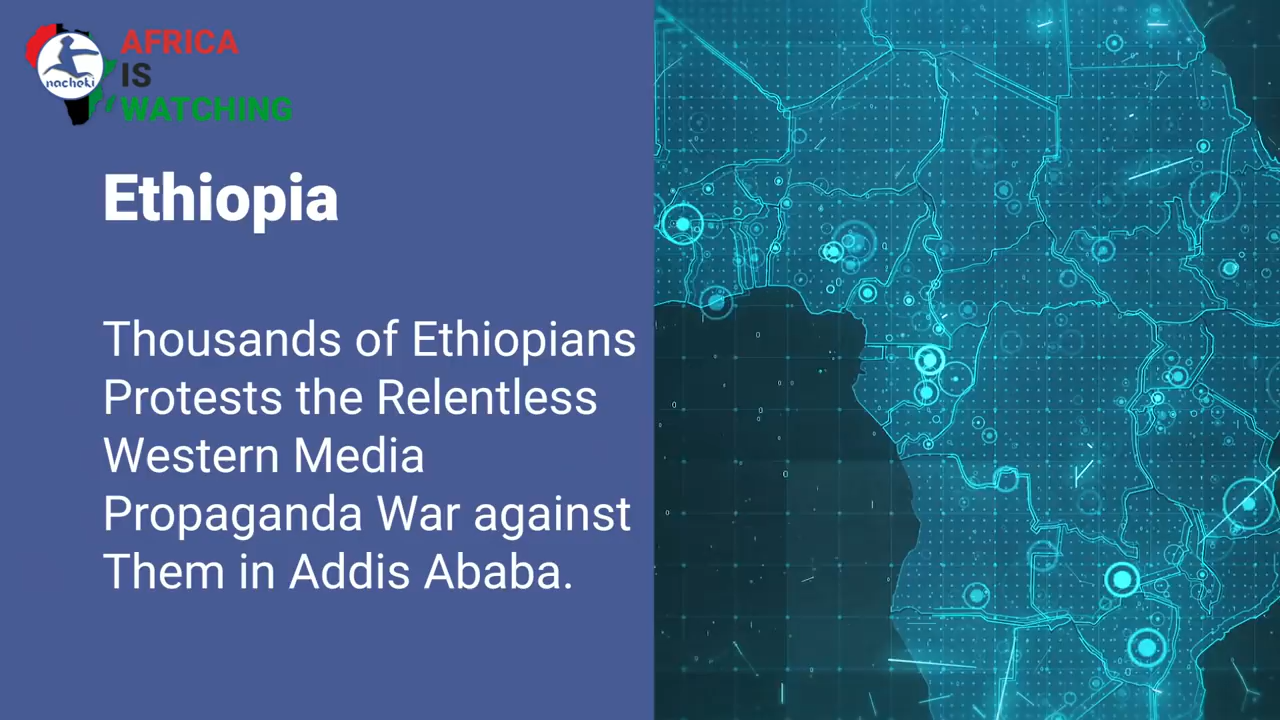 nacheki
AFRICA
IS
WATCHING
Ethiopia
Thousands of Ethiopians
Protests the Relentless
Western Media
Propaganda War against
Them in Addis Ababa.